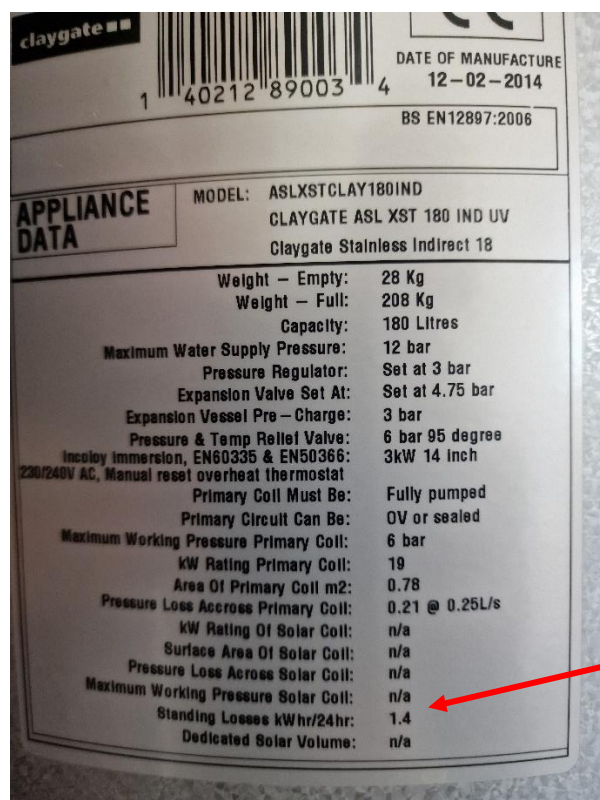 claygate
DATE OF MANUFACTURE
12-02-2014
1 40212 89003 4
BS EN12897:2006
APPLIANCE DATA
MODEL: ASLXSTCLAY180IND
CLAYGATE ASL XST 180 IND UV
Claygate Stainless Indirect 18
Weight - Empty: 28 Kg
Weight - Full: 208 Kg
Capacity: 180 Litres
Maximum Water Supply Pressure: 12 bar
Pressure Regulator: Set at 3 bar
Expansion Valve Set At: Set at 4.75 bar
Expansion Vessel Pre-Charge: 3 bar
Pressure & Temp Relief Valve: 6 bar 95 degree
Incoloy Immersion, EN60335 & EN50366: 3kW 14 inch
230/240V AC, Manual reset overheat thermostat
Primary Coil Must Be: Fully pumped
Primary Circuit Can Be: OV or sealed
Maximum Working Pressure Primary Coil: 6 bar
kW Rating Primary Coil: 19
Area Of Primary Coil m2: 0.78
Pressure Loss Accross Primary Coil: 0.21 @ 0.25L/s
kW Rating Of Solar Coil: n/a
Surface Area Of Solar Coil: n/a
Pressure Loss Across Solar Coil: n/a
Maximum Working Pressure Solar Coil: n/a
Standing Losses kWhr/24hr: 1.4
Dedicated Solar Volume: n/a